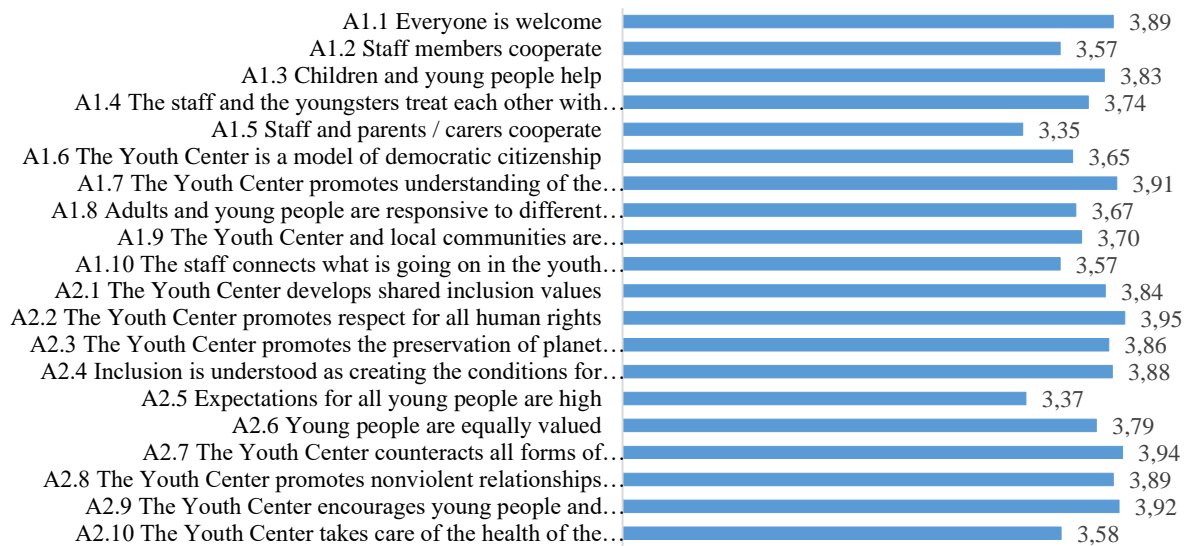 A1.1 Everyone is welcome 3,89
A1.2 Staff members cooperate 3,57
A1.3 Children and young people help 3,83
A1.4 The staff and the youngsters treat each other with… 3,74
A1.5 Staff and parents / carers cooperate 3,35
A1.6 The Youth Center is a model of democratic citizenship 3,65
A1.7 The Youth Center promotes understanding of the… 3,91
A1.8 Adults and young people are responsive to different… 3,67
A1.9 The Youth Center and local communities are… 3,70
A1.10 The staff connects what is going on in the youth… 3,57
A2.1 The Youth Center develops shared inclusion values 3,84
A2.2 The Youth Center promotes respect for all human rights 3,95
A2.3 The Youth Center promotes the preservation of planet… 3,86
A2.4 Inclusion is understood as creating the conditions for… 3,88
A2.5 Expectations for all young people are high 3,37
A2.6 Young people are equally valued 3,79
A2.7 The Youth Center counteracts all forms of… 3,94
A2.8 The Youth Center promotes nonviolent relationships… 3,89
A2.9 The Youth Center encourages young people and… 3,92
A2.10 The Youth Center takes care of the health of the… 3,58